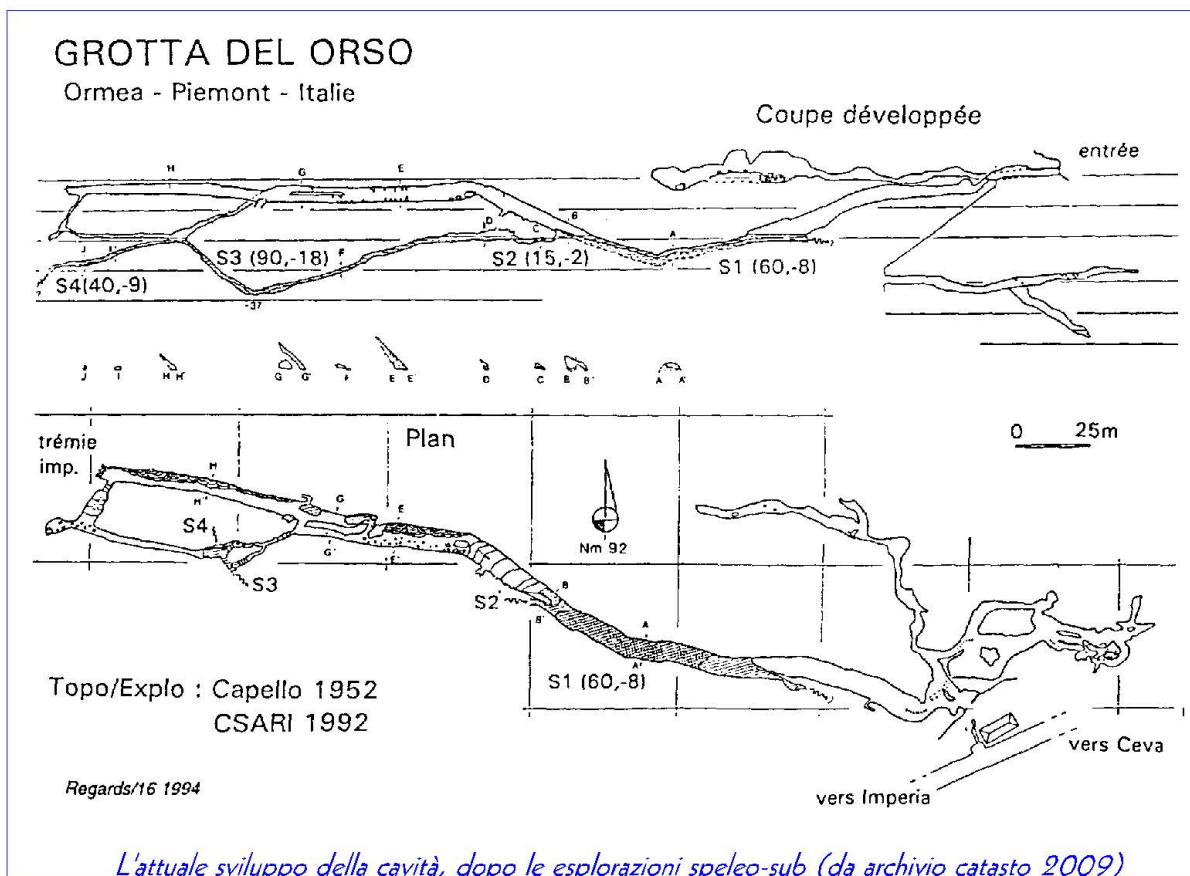 GROTTA DEL ORSO
Ormea - Piemont - Italie
Coupe développée
entrée
H G E
B
D
C
A
J I F
S3 (90,-18) S2 (15,-2) S1 (60,-8)
S4(40,-9)
-37
J I H H' G G' F E E' D C B B' A A'
trémie
imp.
Plan
0 25m
H
G
H'
E
S4
G'
Nm 92
S3
S2
B
B'
A
A'
S1 (60,-8)
Topo/Explo : Capello 1952
CSARI 1992
vers Ceva
Regards/16 1994
vers Imperia
L'attuale sviluppo della cavità, dopo le esplorazioni speleo-sub (da archivio catasto 2009)